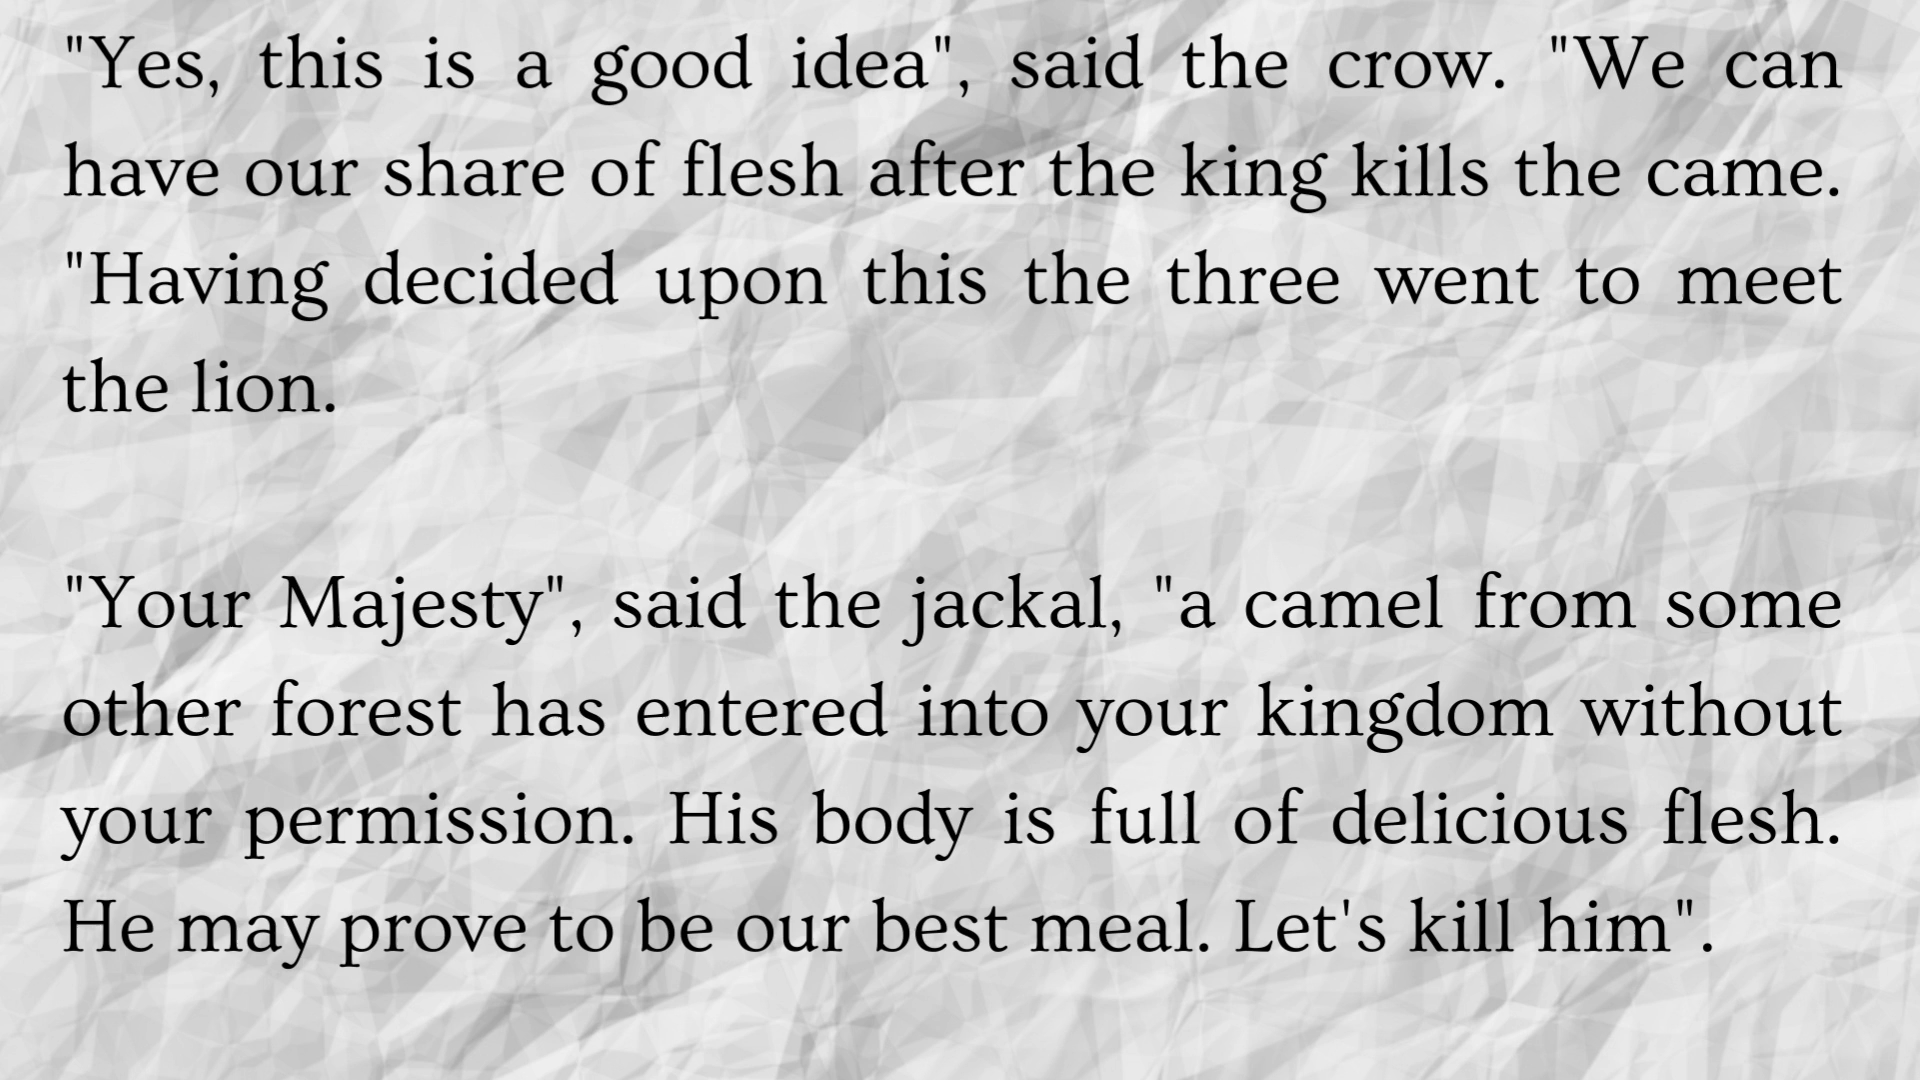 "Yes, this is a good idea", said the crow. "We can
have our share of flesh after the king kills the came.
"Having decided upon this the three went to meet
the lion.
"Your Majesty", said the jackal, "a camel from some
other forest has entered into your kingdom without
your permission. His body is full of delicious flesh.
He may prove to be our best meal. Let's kill him".